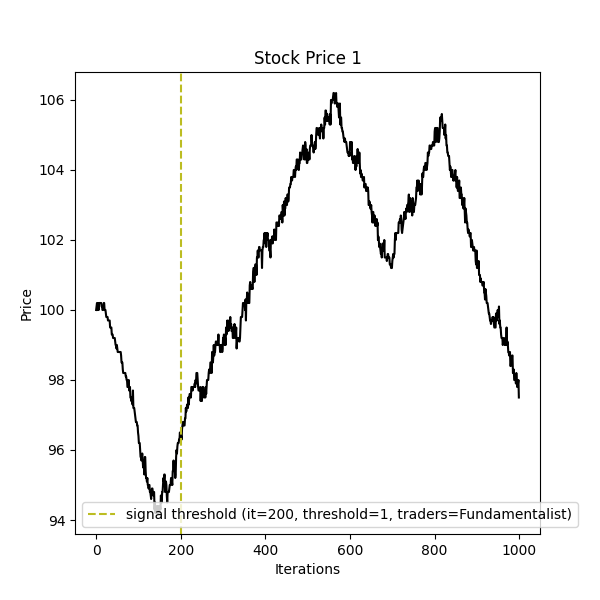 Stock Price 1
106
104
102
100
98
96
94
Price
signal threshold (it=200, threshold=1, traders=Fundamentalist)
0 200 400 600 800 1000
Iterations